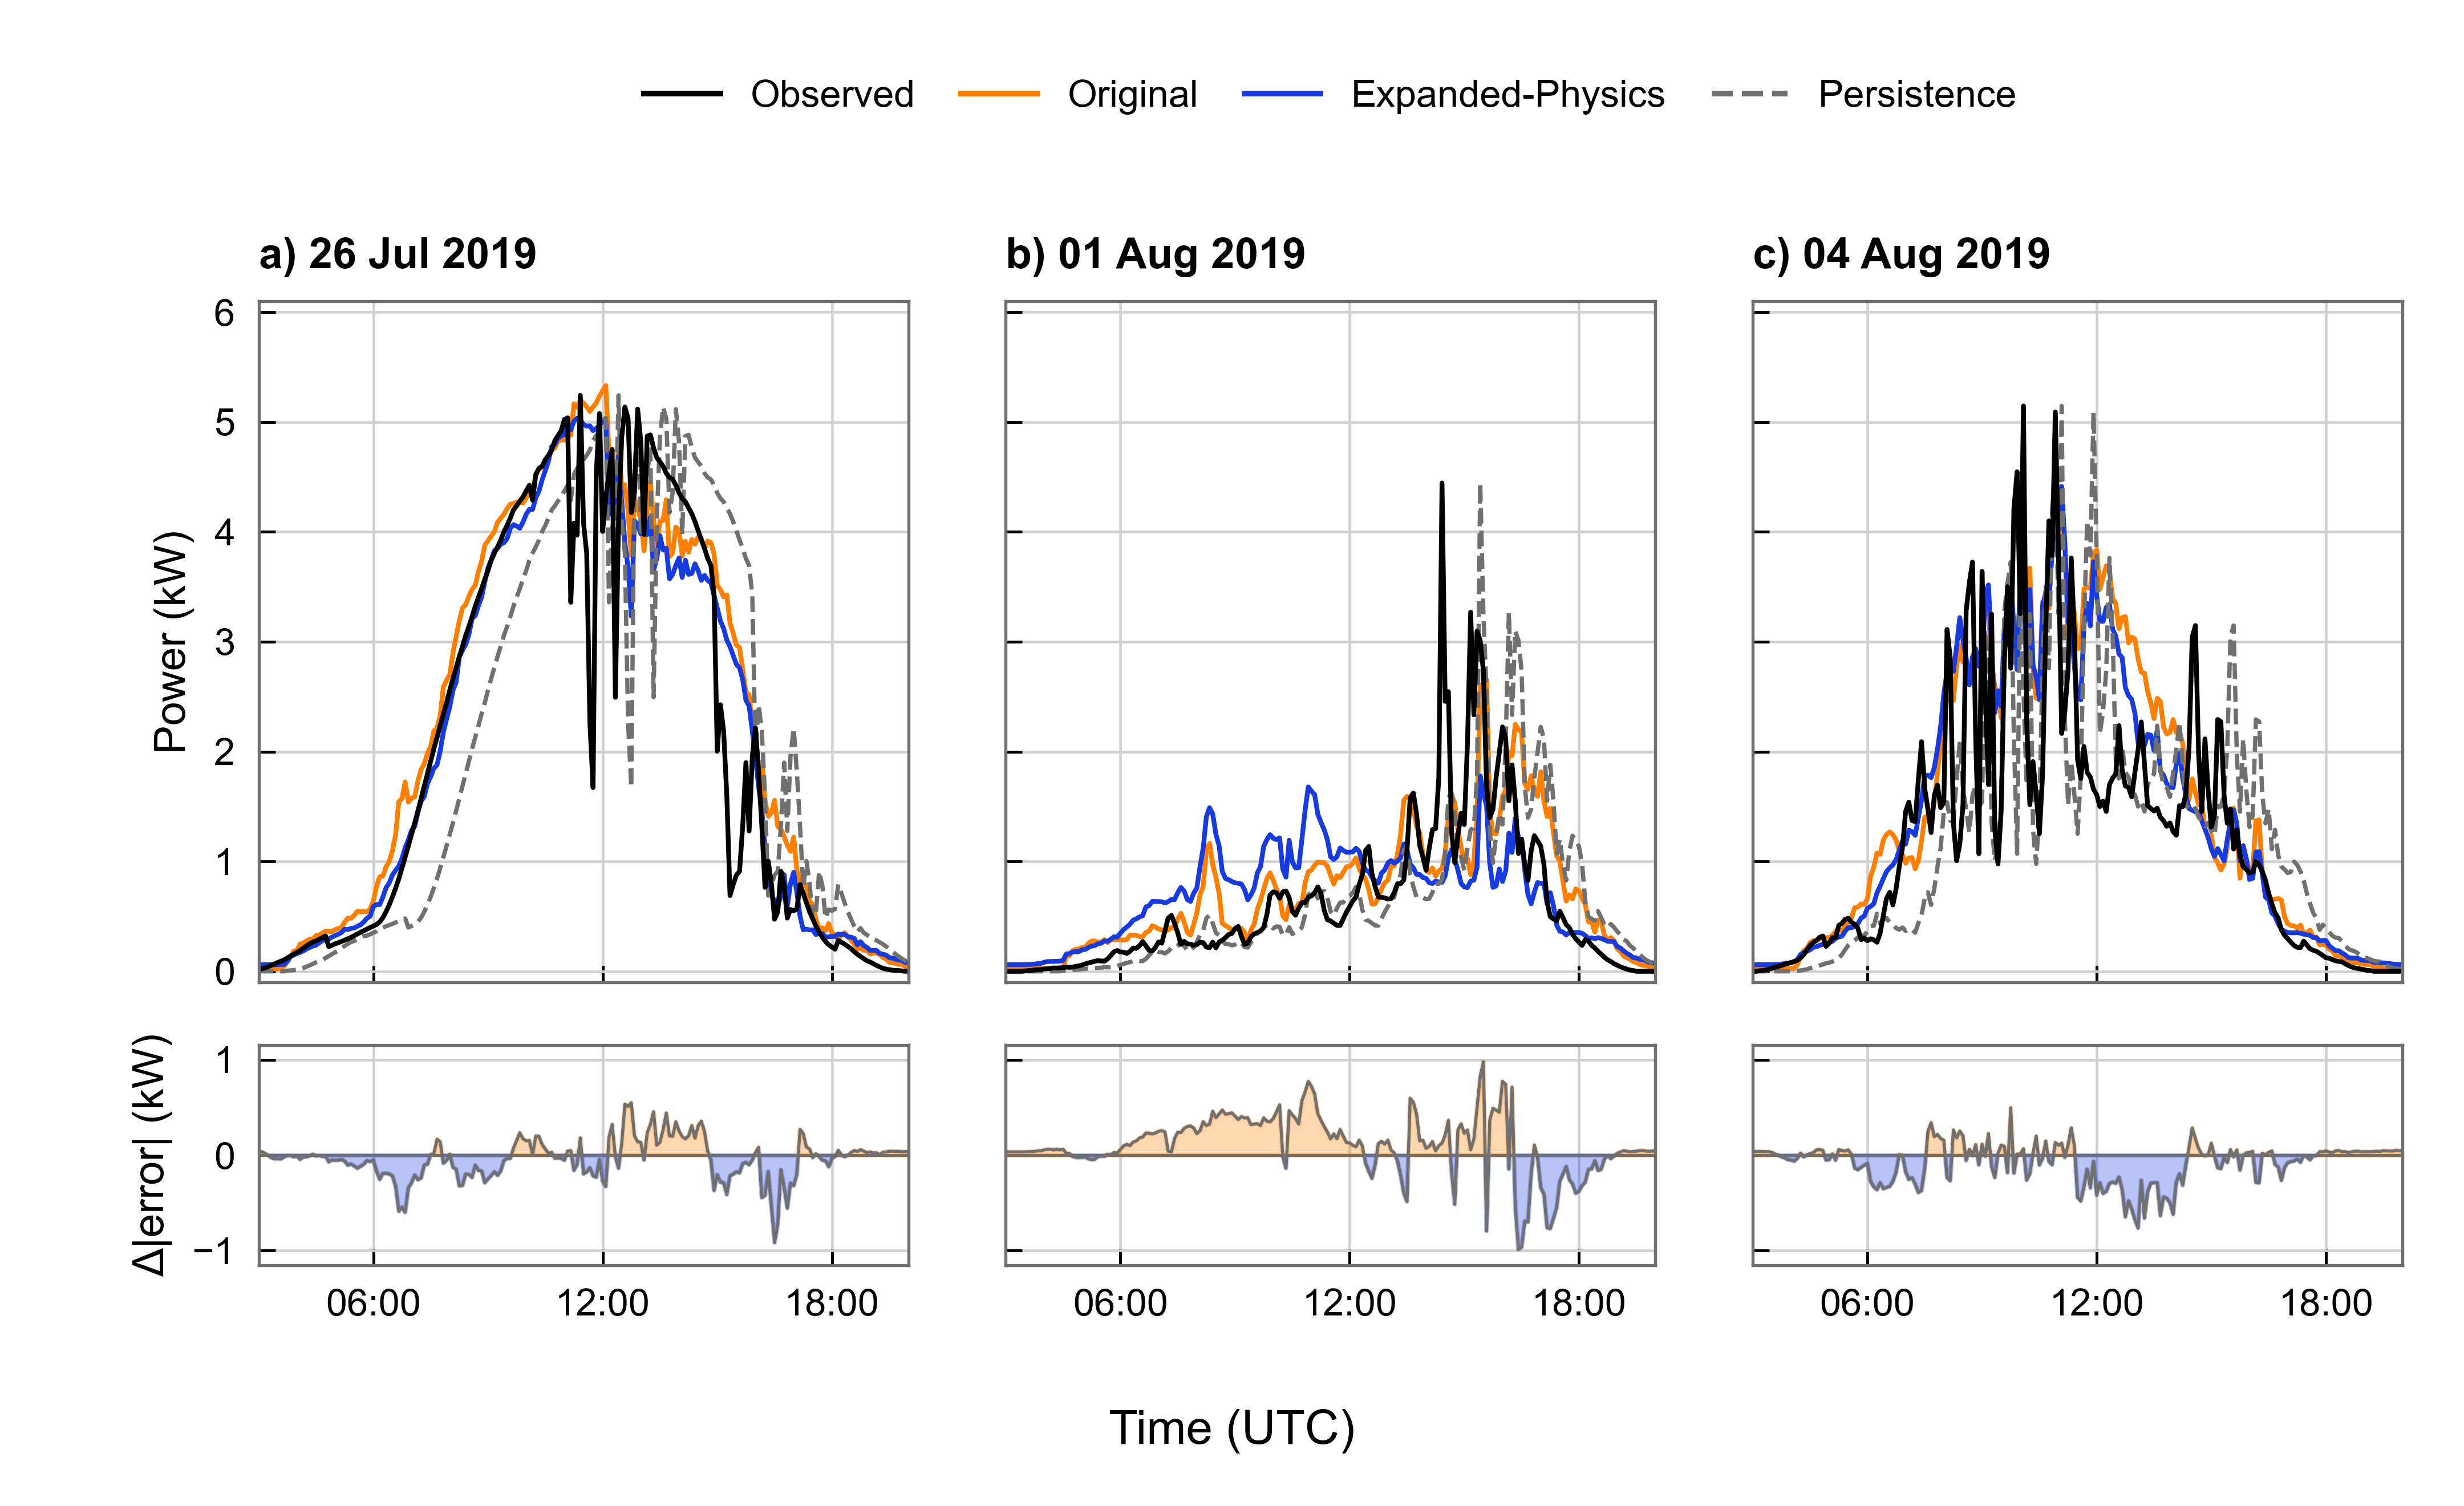 Observed Original Expanded-Physics Persistence
a) 26 Jul 2019 b) 01 Aug 2019 c) 04 Aug 2019
6
5
4
3
2
1
0
Power (kW)
1
0
−1
Δ|error| (kW)
06:00 12:00 18:00 06:00 12:00 18:00 06:00 12:00 18:00
Time (UTC)